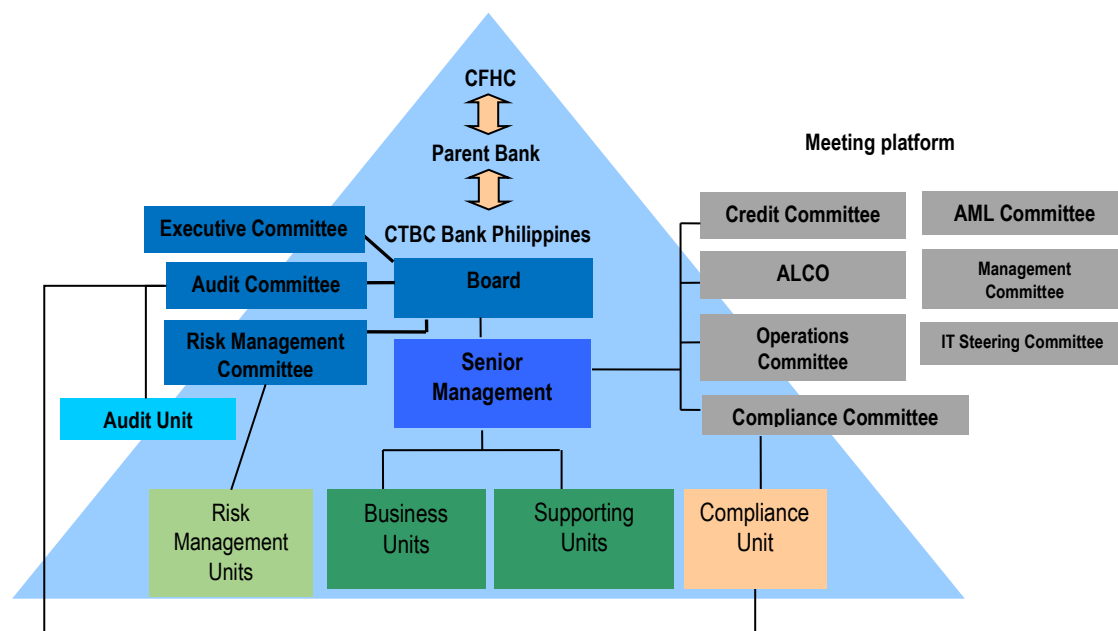 CFHC
Parent Bank
Meeting platform
CTBC Bank Philippines
Executive Committee
Audit Committee
Risk Management
Committee
Board
Senior
Management
Audit Unit
Credit Committee
AML Committee
ALCO
Management
Committee
Operations
Committee
IT Steering Committee
Compliance Committee
Risk
Management
Units
Business
Units
Supporting
Units
Compliance
Unit